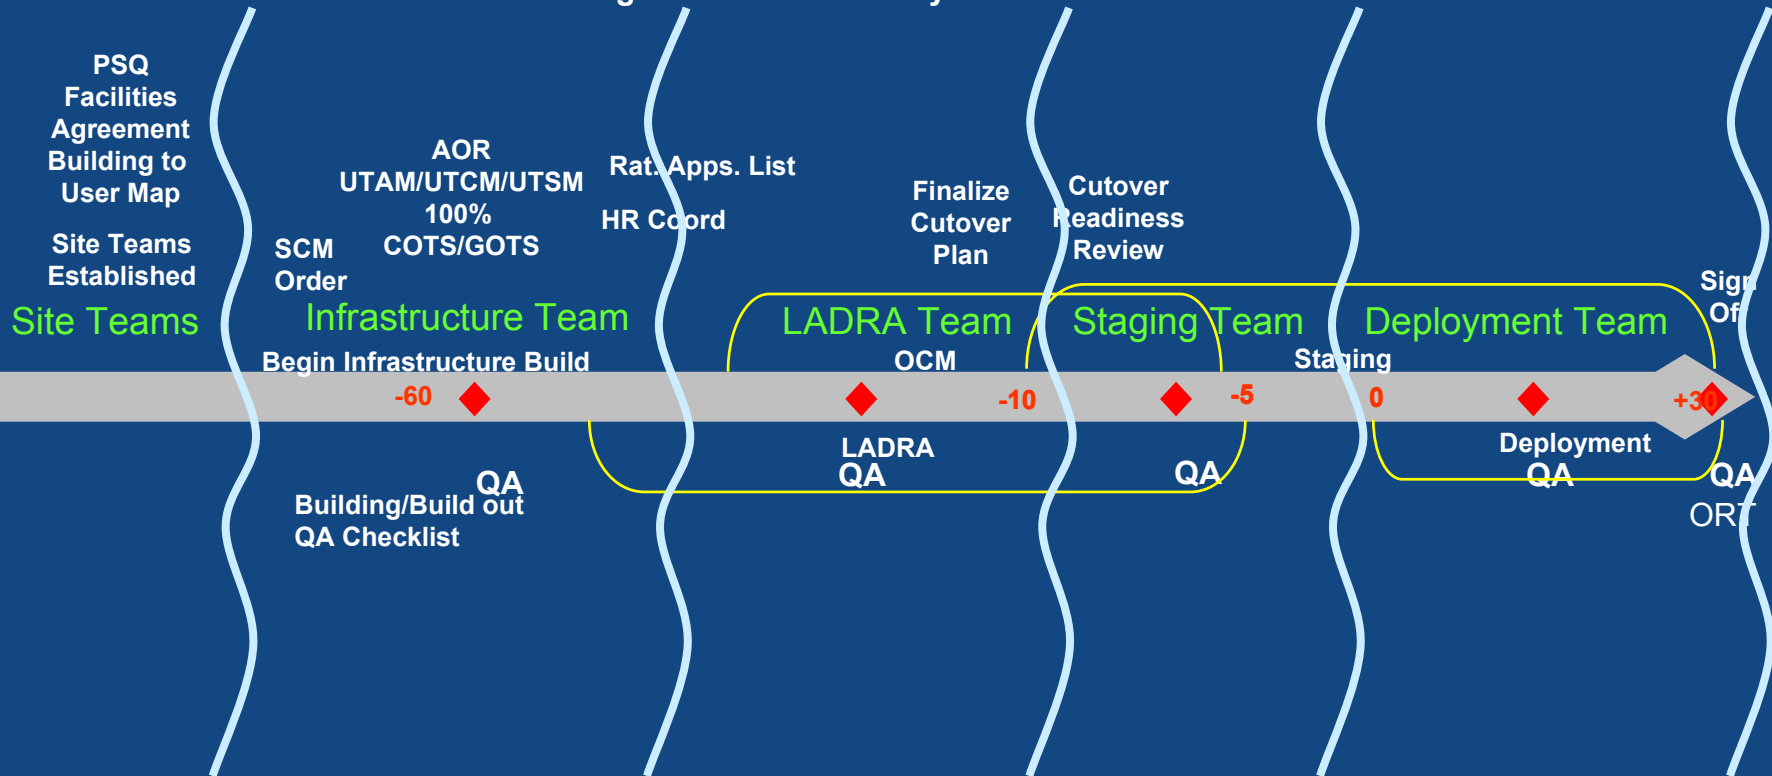 PSQ
Facilities
Agreement
Building to
User Map
Site Teams
Established
Site Teams
SCM
Order
AOR
UTAM/UTCM/UTSM
100%
COTS/GOTS
Infrastructure Team
Begin Infrastructure Build
-60
QA
Building/Build out
QA Checklist
Rat. Apps. List
HR Coord
Finalize
Cutover
Plan
LADRA Team
OCM
-10
LADRA
QA
Cutover
Readiness
Review
Staging Team
Staging
-5
QA
Deployment Team
0
Deployment
QA
Sign
Of
+30
QA
ORT